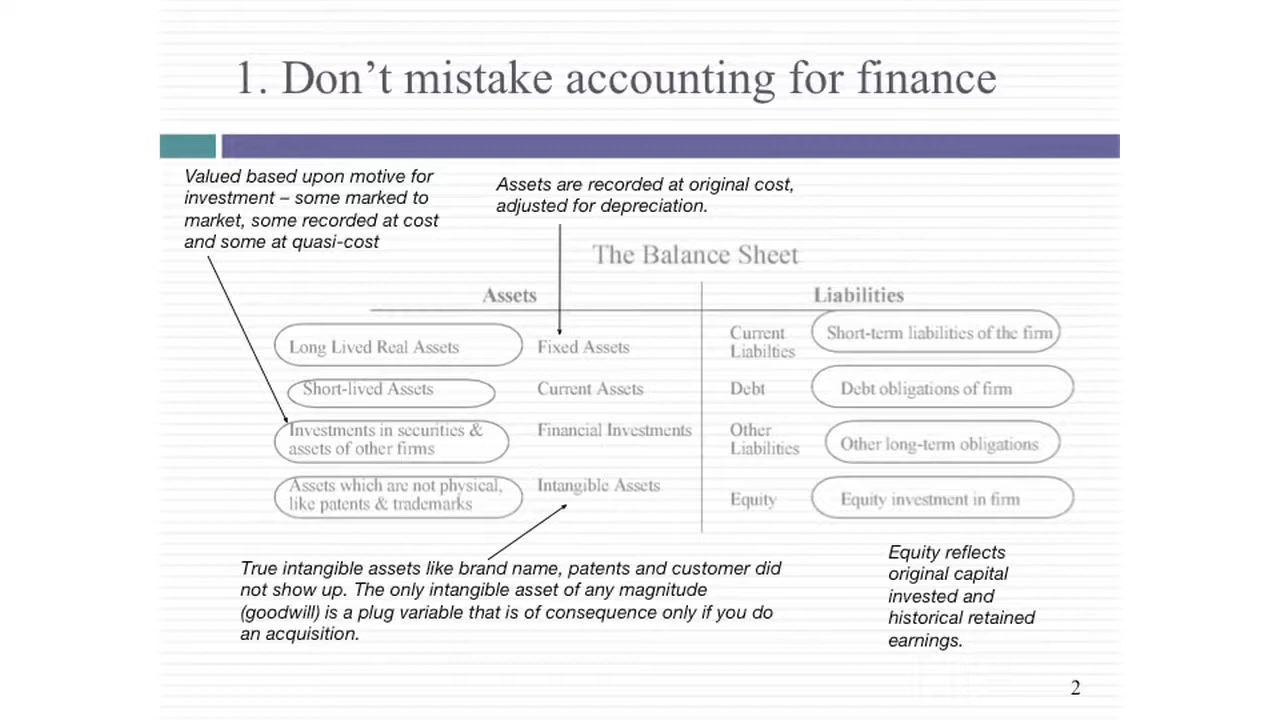 1. Don’t mistake accounting for finance
Valued based upon motive for
investment – some marked to
market, some recorded at cost
and some at quasi-cost
Assets are recorded at original cost,
adjusted for depreciation.
The Balance Sheet
Assets
Liabilities
Long Lived Real Assets
Fixed Assets
Current
Liabilties
Short-term liabilities of the firm
Short-lived Assets
Current Assets
Debt
Debt obligations of firm
Investments in securities &
assets of other firms
Financial Investments
Other
Liabilities
Other long-term obligations
Assets which are not physical,
like patents & trademarks
Intangible Assets
Equity
Equity investment in firm
True intangible assets like brand name, patents and customer did
not show up. The only intangible asset of any magnitude
(goodwill) is a plug variable that is of consequence only if you do
an acquisition.
Equity reflects
original capital
invested and
historical retained
earnings.
2